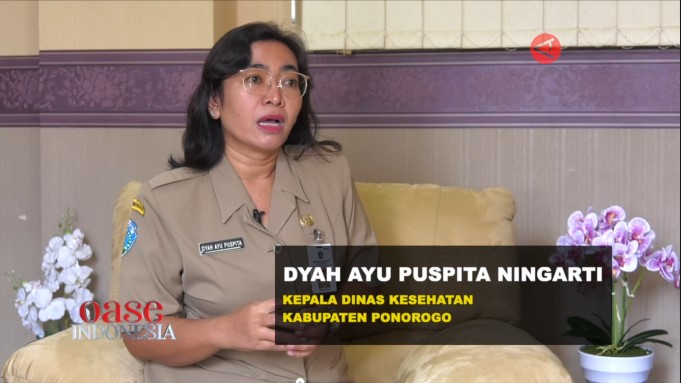 DYAH AYU PUSPITA
DYAH AYU PUSPITA NINGARTI
KEPALA DINAS KESEHATAN
KABUPATEN PONOROGO
Oase
INDONESIA